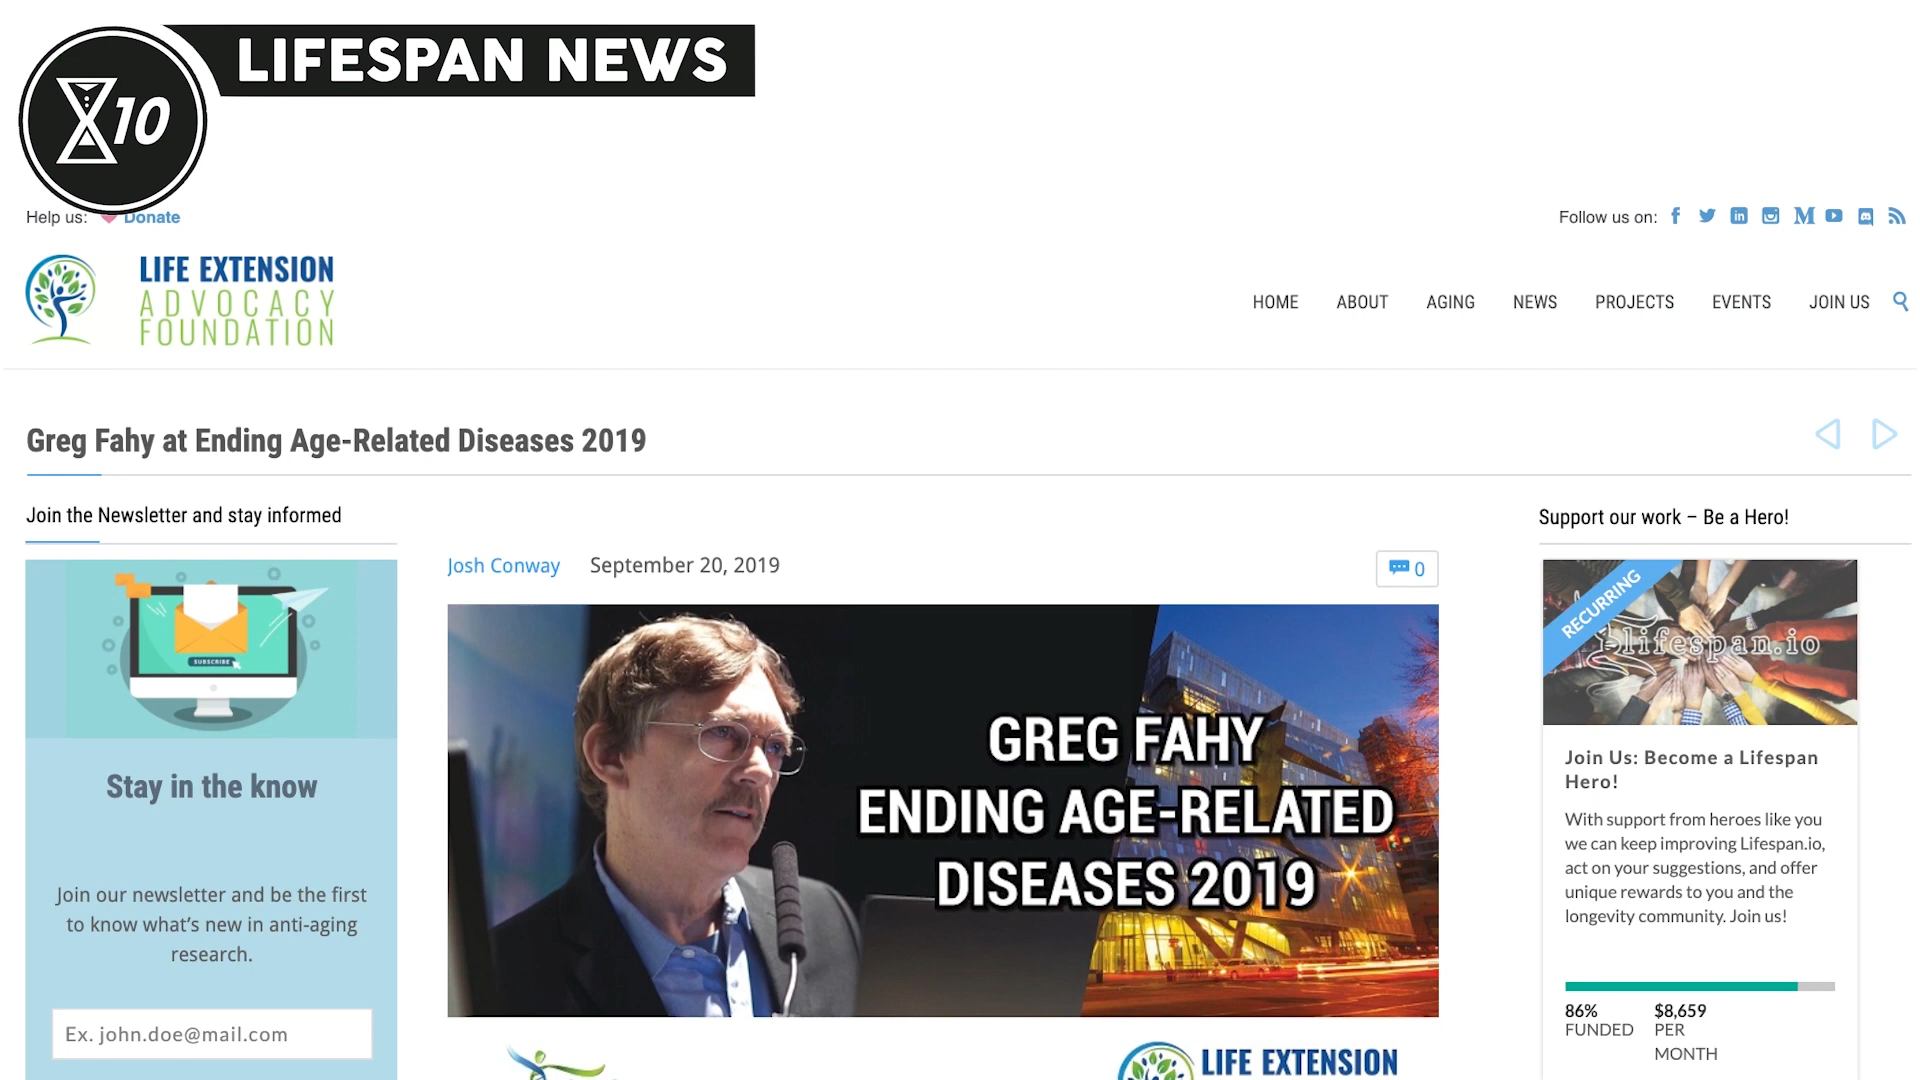 LIFESPAN NEWS
X10
Help us: Donate
Follow us on:
LIFE EXTENSION
ADVOCACY
FOUNDATION
HOME ABOUT AGING NEWS PROJECTS EVENTS JOIN US
Greg Fahy at Ending Age-Related Diseases 2019
Join the Newsletter and stay informed
SUBSCRIBE
Stay in the know
Join our newsletter and be the first
to know what’s new in anti-aging
research.
Ex. john.doe@mail.com
Josh Conway September 20, 2019
0
GREG FAHY
ENDING AGE-RELATED
DISEASES 2019
LIFE EXTENSION
Support our work – Be a Hero!
RECURRING
lifespan.io
Join Us: Become a Lifespan
Hero!
With support from heroes like you
we can keep improving Lifespan.io,
act on your suggestions, and offer
unique rewards to you and the
longevity community. Join us!
86%
FUNDED
$8,659
PER
MONTH